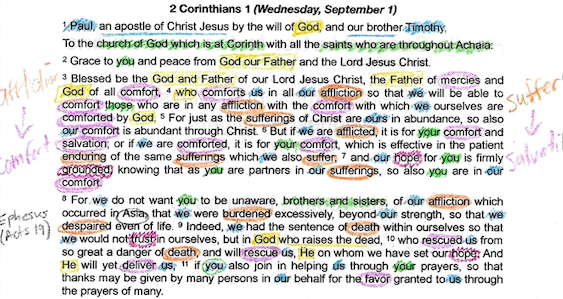 2 Corinthians 1 (Wednesday, September 1)
1 Paul, an apostle of Christ Jesus by the will of God, and our brother Timothy,
To the church of God which is at Corinth with all the saints who are throughout Achaia:
2 Grace to you and peace from God our Father and the Lord Jesus Christ.
3 Blessed be the God and Father of our Lord Jesus Christ, the Father of mercies and
God of all comfort, 4 who comforts us in all our affliction so that we will be able to
comfort those who are in any affliction with the comfort with which we ourselves are
comforted by God. 5 For just as the sufferings of Christ are ours in abundance, so also
our comfort is abundant through Christ. 6 But if we are afflicted, it is for your comfort and
salvation; or if we are comforted, it is for your comfort, which is effective in the patient
enduring of the same sufferings which we also suffer; 7 and our hope for you is firmly
grounded, knowing that as you are partners in our sufferings, so also you are in our
comfort.
8 For we do not want you to be unaware, brothers and sisters, of our affliction which
occurred in Asia, that we were burdened excessively, beyond our strength, so that we
despaired even of life. 9 Indeed, we had the sentence of death within ourselves so that
we would not trust in ourselves, but in God who raises the dead, 10 who rescued us from
so great a danger of death, and will rescue us, He on whom we have set our hope. And
He will yet deliver us, 11 if you also join in helping us through your prayers, so that
thanks may be given by many persons in our behalf for the favor granted to us through
the prayers of many.
affliction
comfort
Ephesus
(Acts 19)
Suffer